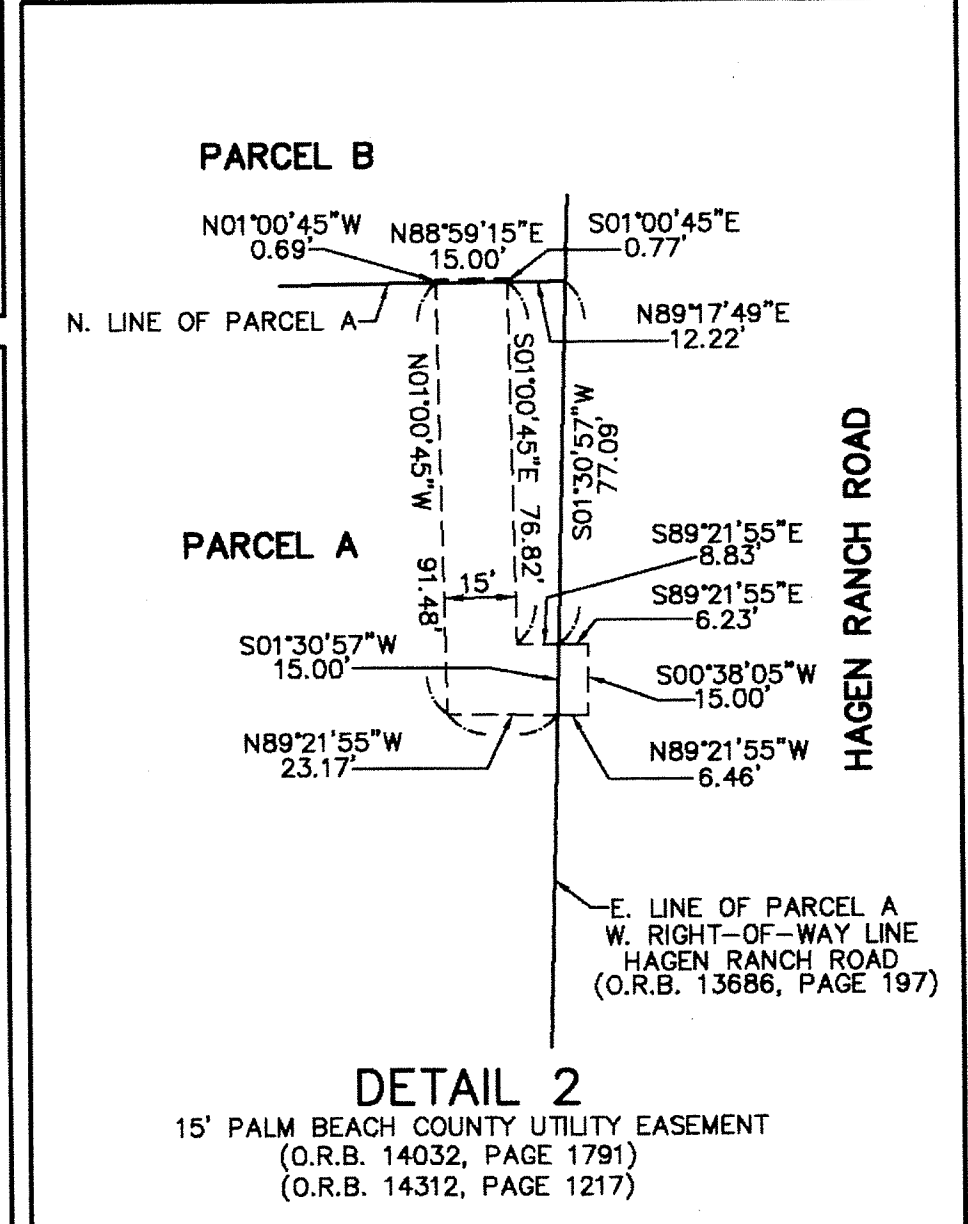 PARCEL B
N01°00'45"W
0.69'
N88°59'15"E
15.00'
S01°00'45"E
0.77'
N. LINE OF PARCEL A
N89°17'49"E
12.22'
N01°00'45"W 91.48'
S01°00'45"E 76.82'
S01°30'57"W
77.09'
HAGEN RANCH ROAD
PARCEL A
15'
S89°21'55"E
8.83'
S89°21'55"E
6.23'
S01°30'57"W
15.00'
S00°38'05"W
15.00'
N89°21'55"W
23.17'
N89°21'55"W
6.46'
E. LINE OF PARCEL A
W. RIGHT-OF-WAY LINE
HAGEN RANCH ROAD
(O.R.B. 13686, PAGE 197)
DETAIL 2
15' PALM BEACH COUNTY UTILITY EASEMENT
(O.R.B. 14032, PAGE 1791)
(O.R.B. 14312, PAGE 1217)